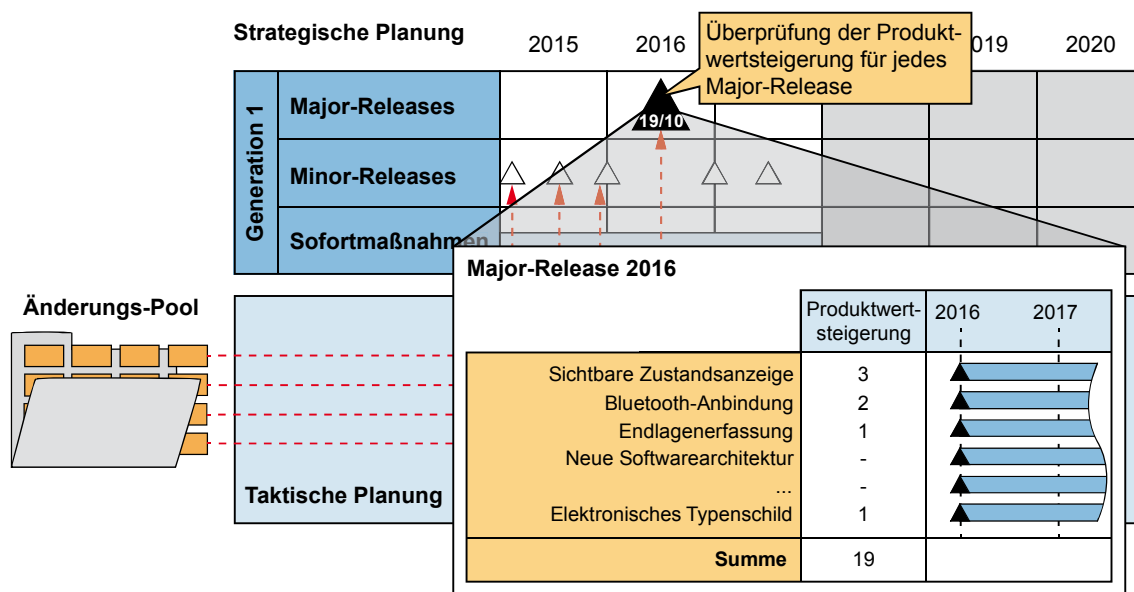 Strategische Planung
2015
2016
019
2020
Überprüfung der Produkt-
wertsteigerung für jedes
Major-Release
Generation 1
Major-Releases
19/10
Minor-Releases
Sofortmaßnahmen
Major-Release 2016
Änderungs-Pool
Produktwert-
steigerung
2016
2017
Sichtbare Zustandsanzeige 3
Bluetooth-Anbindung 2
Endlagenerfassung 1
Neue Softwarearchitektur -
... -
Elektronisches Typenschild 1
Summe 19
Taktische Planung